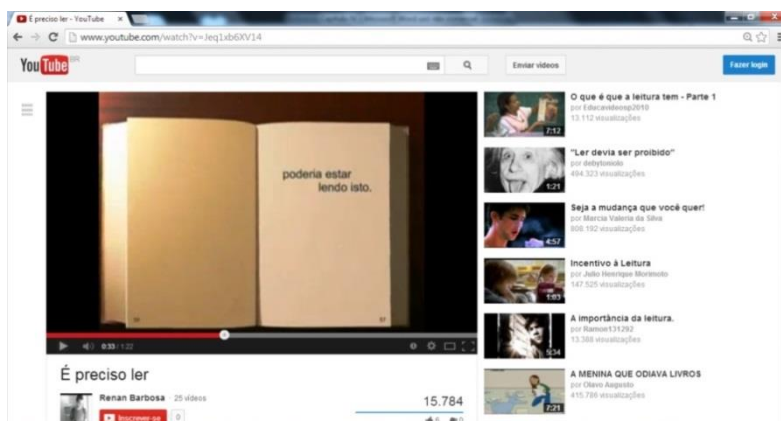 É preciso ler - YouTube
www.youtube.com/watch?v=Jeq1xb6XV14
YouTube BR
Enviar vídeos
Fazer login
poderia estar
lendo isto.
0:33 / 1:22
É preciso ler
Renan Barbosa · 25 vídeos
Inscrever-se 0
15.784
O que é que a leitura tem - Parte 1
por Educavideosp2010
13.112 visualizações
7:12
"Ler devia ser proibido"
por debytoniolo
494.323 visualizações
1:21
Seja a mudança que você quer!
por Marcia Valeria da Silva
808.192 visualizações
4:57
Incentivo à Leitura
por Julio Henrique Morimoto
147.525 visualizações
1:03
A importância da leitura.
por Ramon131292
13.388 visualizações
5:34
A MENINA QUE ODIAVA LIVROS
por Olavo Augusto
415.786 visualizações
7:21